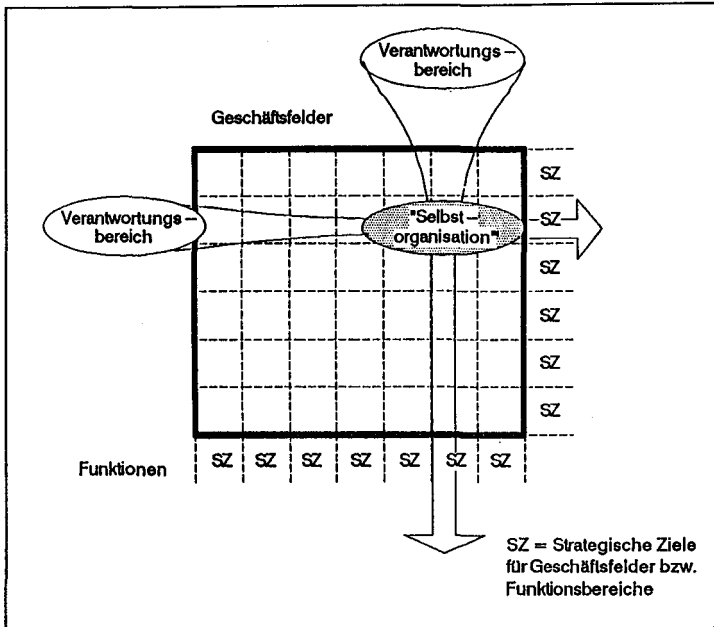 Verantwortungs–
bereich
Geschäftsfelder
SZ
Verantwortungs–
bereich
"Selbst–
organisation"
SZ
SZ
SZ
SZ
SZ
Funktionen
SZ SZ SZ SZ SZ SZ SZ
SZ = Strategische Ziele
für Geschäftsfelder bzw.
Funktionsbereiche